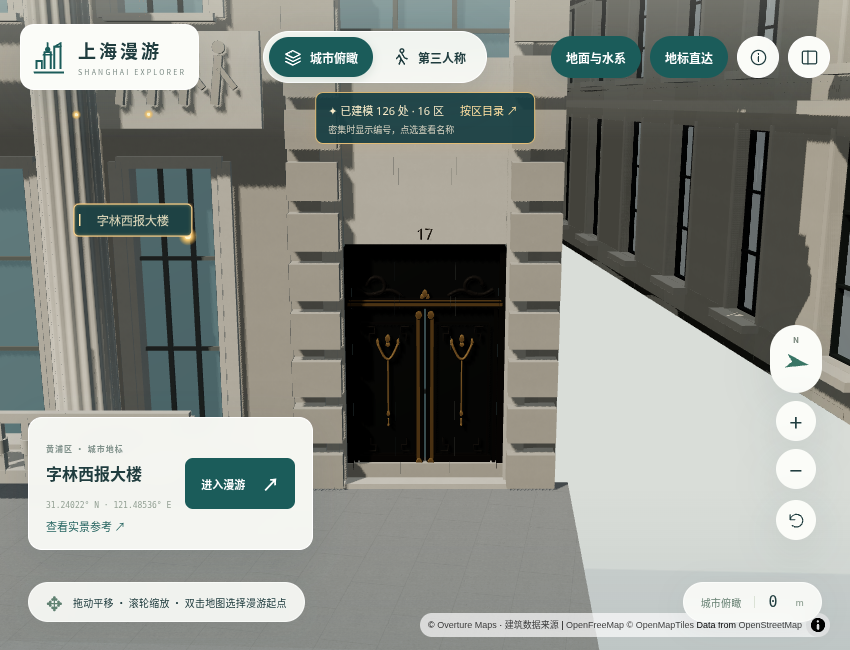 上海漫游
SHANGHAI EXPLORER
城市俯瞰
第三人称
地面与水系
地标直达
✦ 已建模 126 处 · 16 区 按区目录 ↗
密集时显示编号，点选查看名称
字林西报大楼
17
N
黄浦区 · 城市地标
字林西报大楼
31.24022° N · 121.48536° E
查看实景参考 ↗
进入漫游 ↗
+
−
拖动平移 · 滚轮缩放 · 双击地图选择漫游起点
城市俯瞰 0 m
© Overture Maps · 建筑数据来源 | OpenFreeMap © OpenMapTiles Data from OpenStreetMap